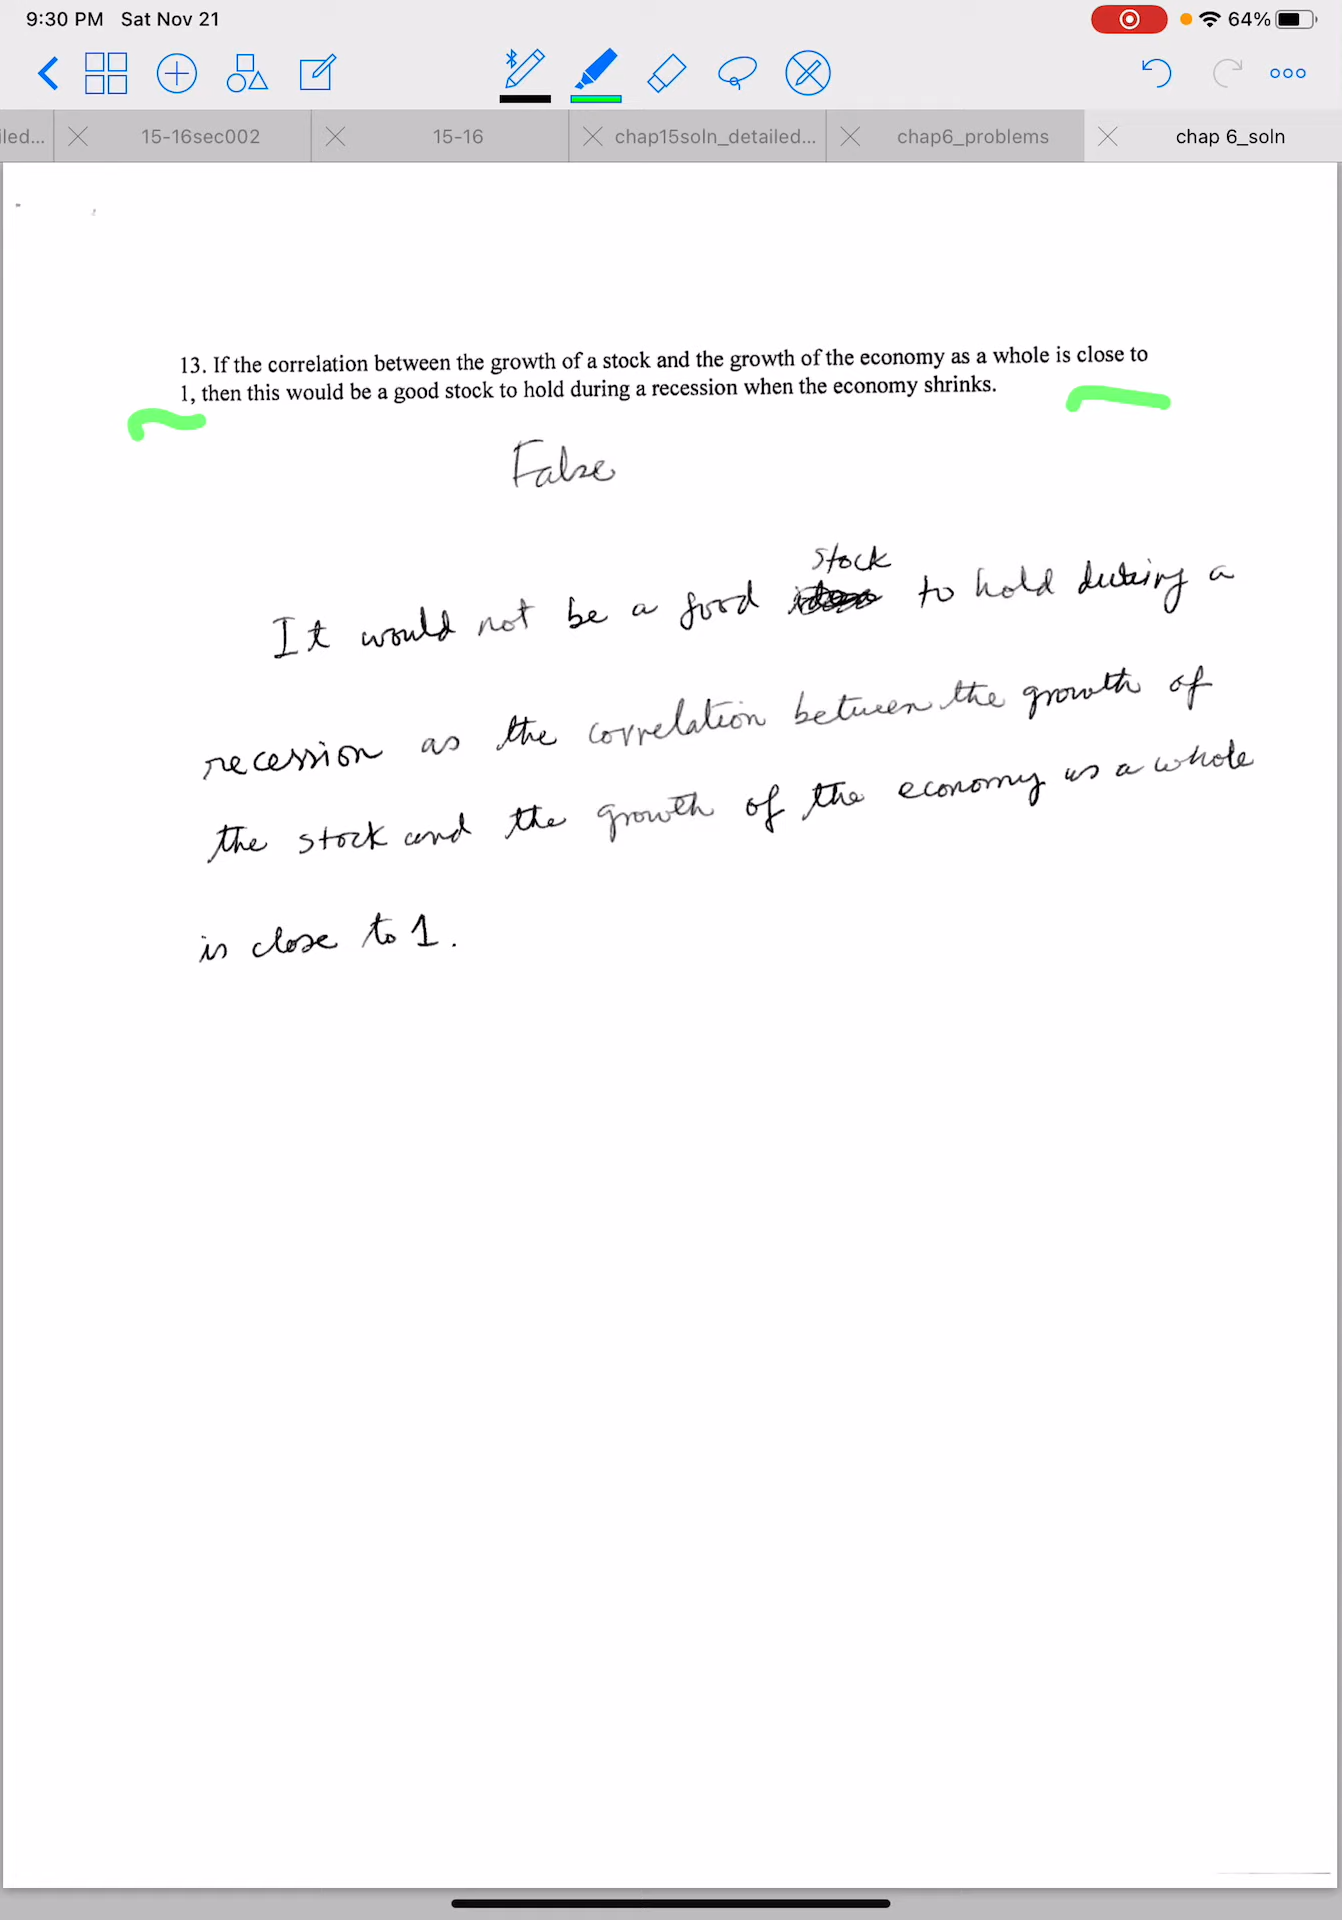 9:30 PM Sat Nov 21
64%
iled...
15-16sec002
15-16
chap15soln_detailed...
chap6_problems
chap 6_soln
13. If the correlation between the growth of a stock and the growth of the economy as a whole is close to
1, then this would be a good stock to hold during a recession when the economy shrinks.
False
stock
It would not be a good to hold during a
recession as the correlation between the growth of
the stock and the growth of the economy as a whole
is close to 1.